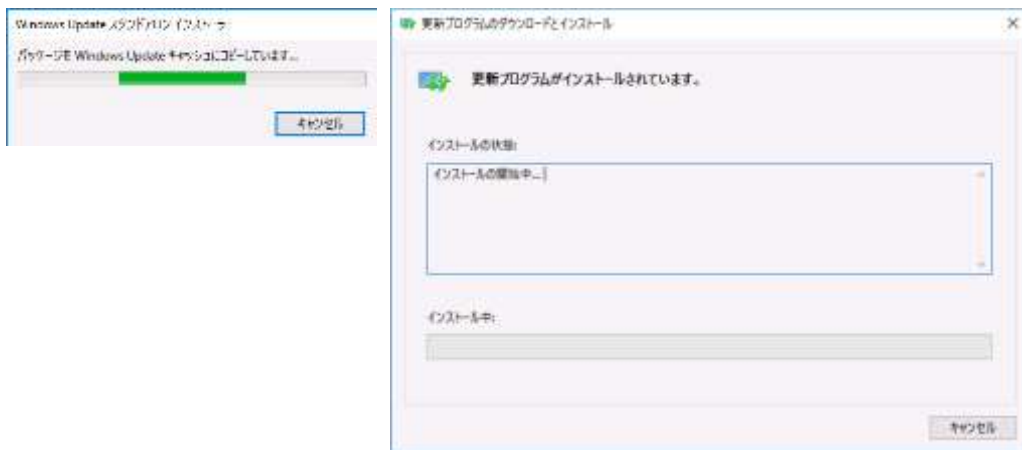 Windows Update スタンドアロン インストーラー
パッケージを Windows Update キャッシュにコピーしています...
キャンセル
更新プログラムのダウンロードとインストール
更新プログラムがインストールされています。
インストールの状態:
インストールの開始中...
インストール中:
キャンセル